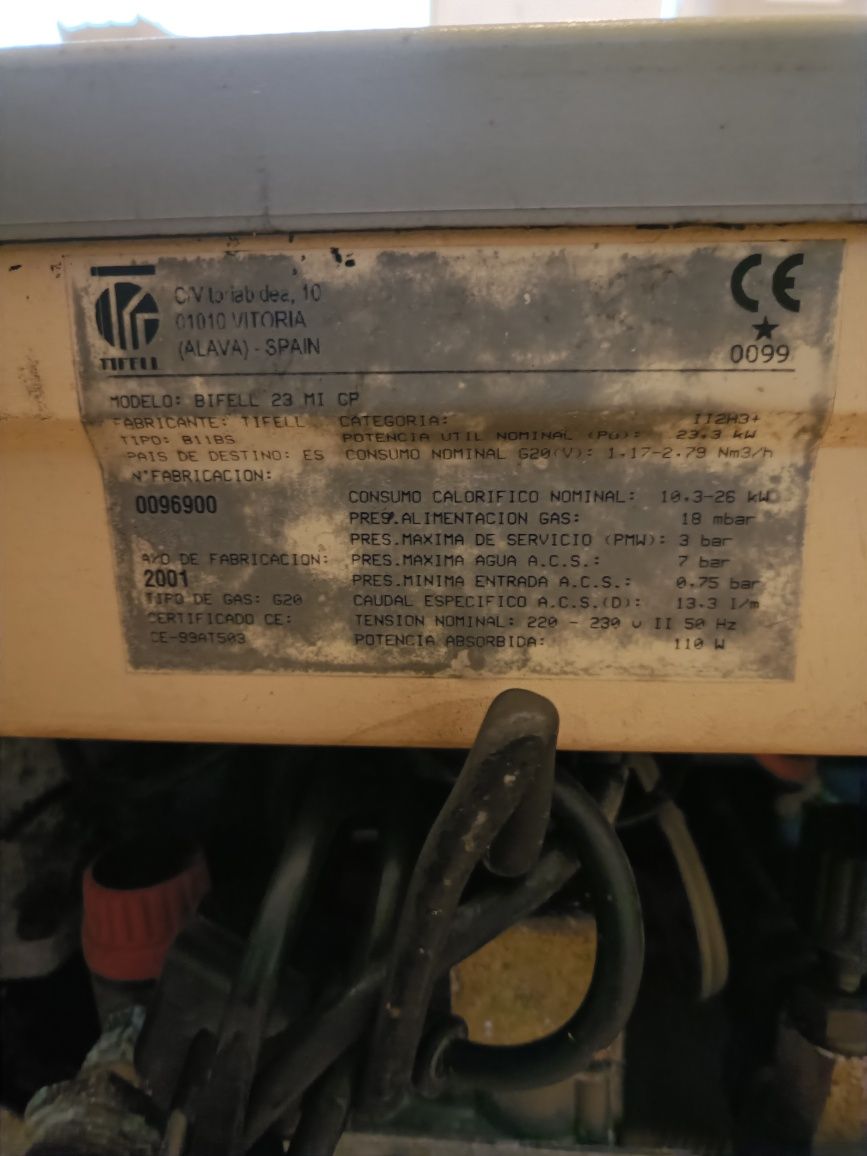 C/Vitoriabidea, 10
01010 VITORIA
(ALAVA) - SPAIN
TIFELL
CE
0099
MODELO: BIFELL 23 MI CP
FABRICANTE: TIFELL CATEGORIA: II2H3+
TIPO: B11BS POTENCIA UTIL NOMINAL (Pu): 23.3 kW
PAIS DE DESTINO: ES CONSUMO NOMINAL G20(V): 1.17-2.79 Nm3/h
N°FABRICACION:
0096900 CONSUMO CALORIFICO NOMINAL: 10.3-26 kW
PRES.ALIMENTACION GAS: 18 mbar
PRES.MAXIMA DE SERVICIO (PMW): 3 bar
DE FABRICACION: PRES.MAXIMA AGUA A.C.S.: 7 bar
2001 PRES.MINIMA ENTRADA A.C.S.: 0.75 bar
TIPO DE GAS: G20 CAUDAL ESPECIFICO A.C.S.(D): 13.3 l/m
CERTIFICADO CE: TENSION NOMINAL: 220 - 230 v II 50 Hz
CE-99AT503 POTENCIA ABSORBIDA: 110 W